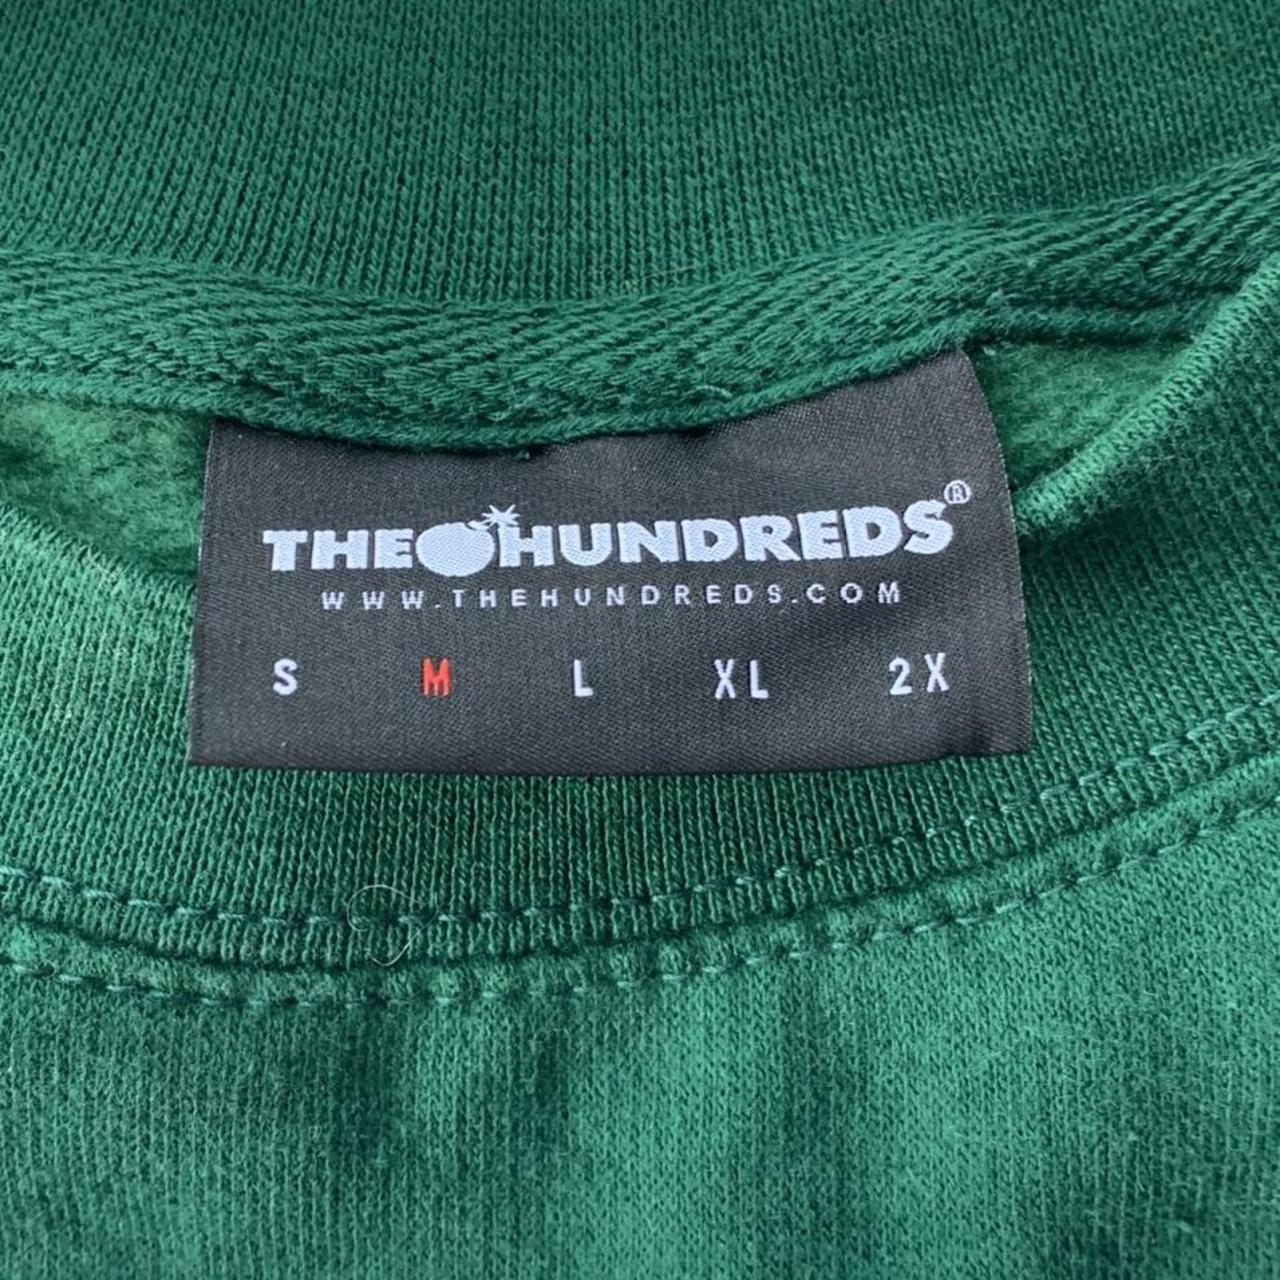 THE HUNDREDS®
WWW.THEHUNDREDS.COM
S M L XL 2X